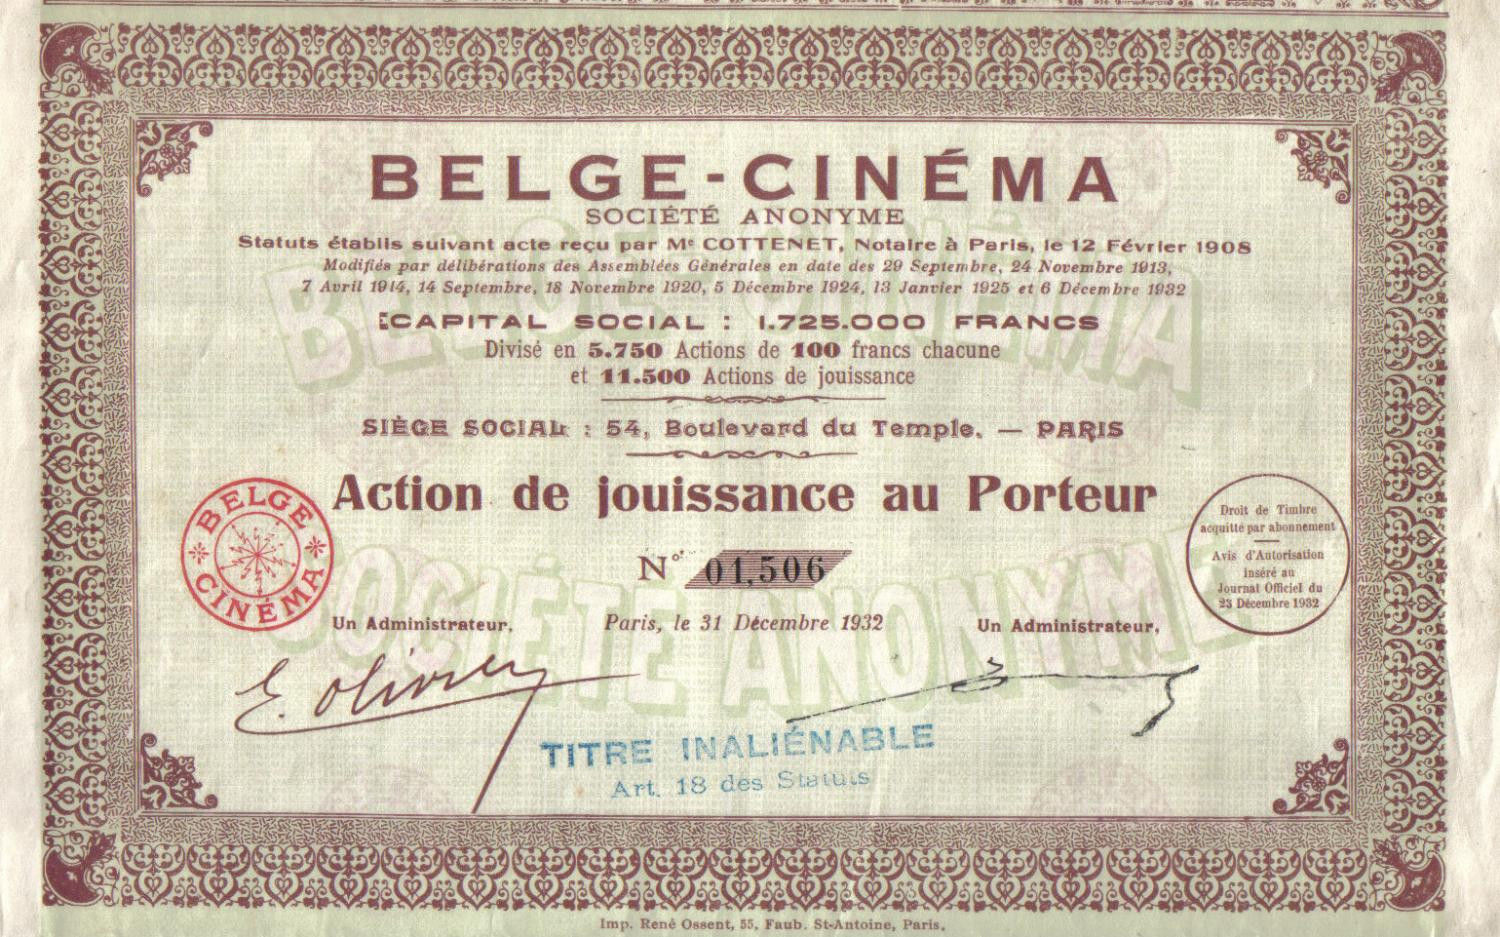 BELGE-CINÉMA
SOCIÉTÉ ANONYME
Statuts établis suivant acte reçu par Me COTTENET, Notaire à Paris, le 12 Février 1908
Modifiés par délibérations des Assemblées Générales en date des 29 Septembre, 24 Novembre 1913,
7 Avril 1914, 14 Septembre, 18 Novembre 1920, 5 Décembre 1924, 13 Janvier 1925 et 6 Décembre 1932
CAPITAL SOCIAL : 1.725.000 FRANCS
Divisé en 5.750 Actions de 100 francs chacune
et 11.500 Actions de jouissance
SIÈGE SOCIAL : 54, Boulevard du Temple. — PARIS
Action de jouissance au Porteur
BELGE
CINÉMA
N° 01,506
Droit de Timbre
acquitté par abonnement
Avis d'Autorisation
inséré au
Journal Officiel du
23 Décembre 1932
Un Administrateur,
Paris, le 31 Décembre 1932
Un Administrateur,
E. Olivier
TITRE INALIÉNABLE
Art. 18 des Statuts
BELGE CINÉMA
SOCIÉTÉ ANONYME
Imp. René Ossent, 55, Faub. St-Antoine, Paris.